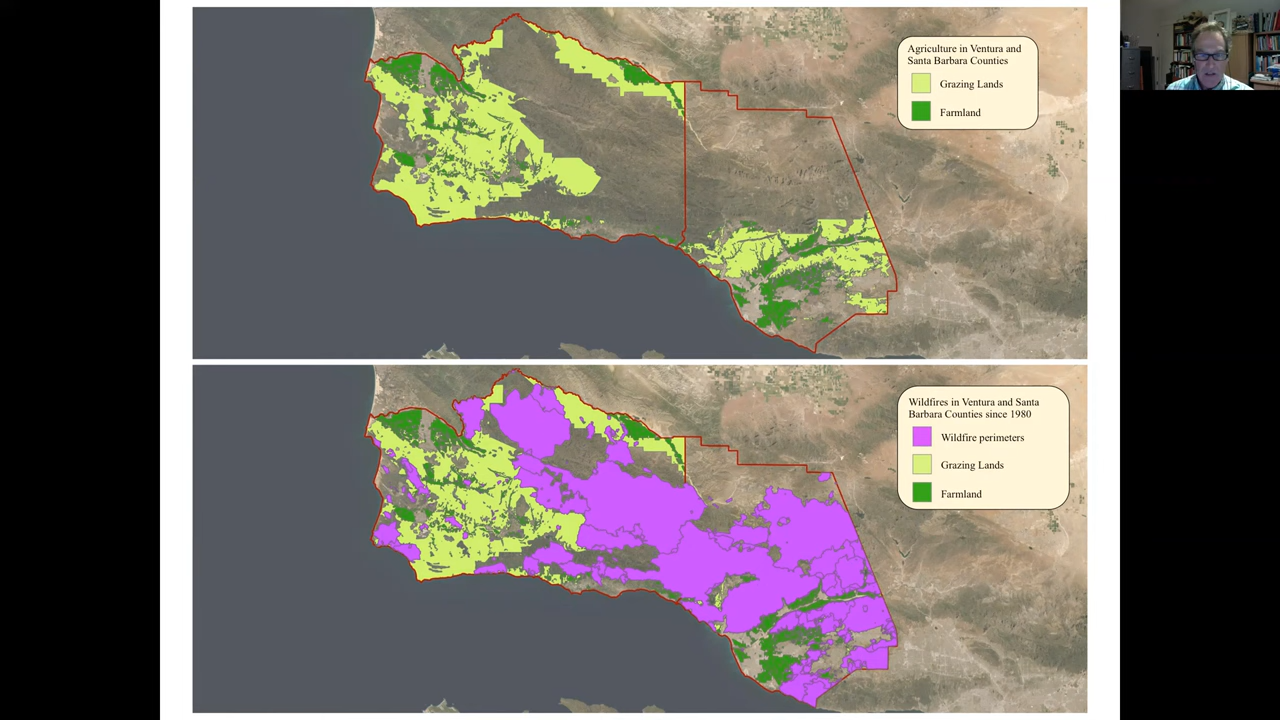 Agriculture in Ventura and
Santa Barbara Counties
Grazing Lands
Farmland
Wildfires in Ventura and Santa
Barbara Counties since 1980
Wildfire perimeters
Grazing Lands
Farmland